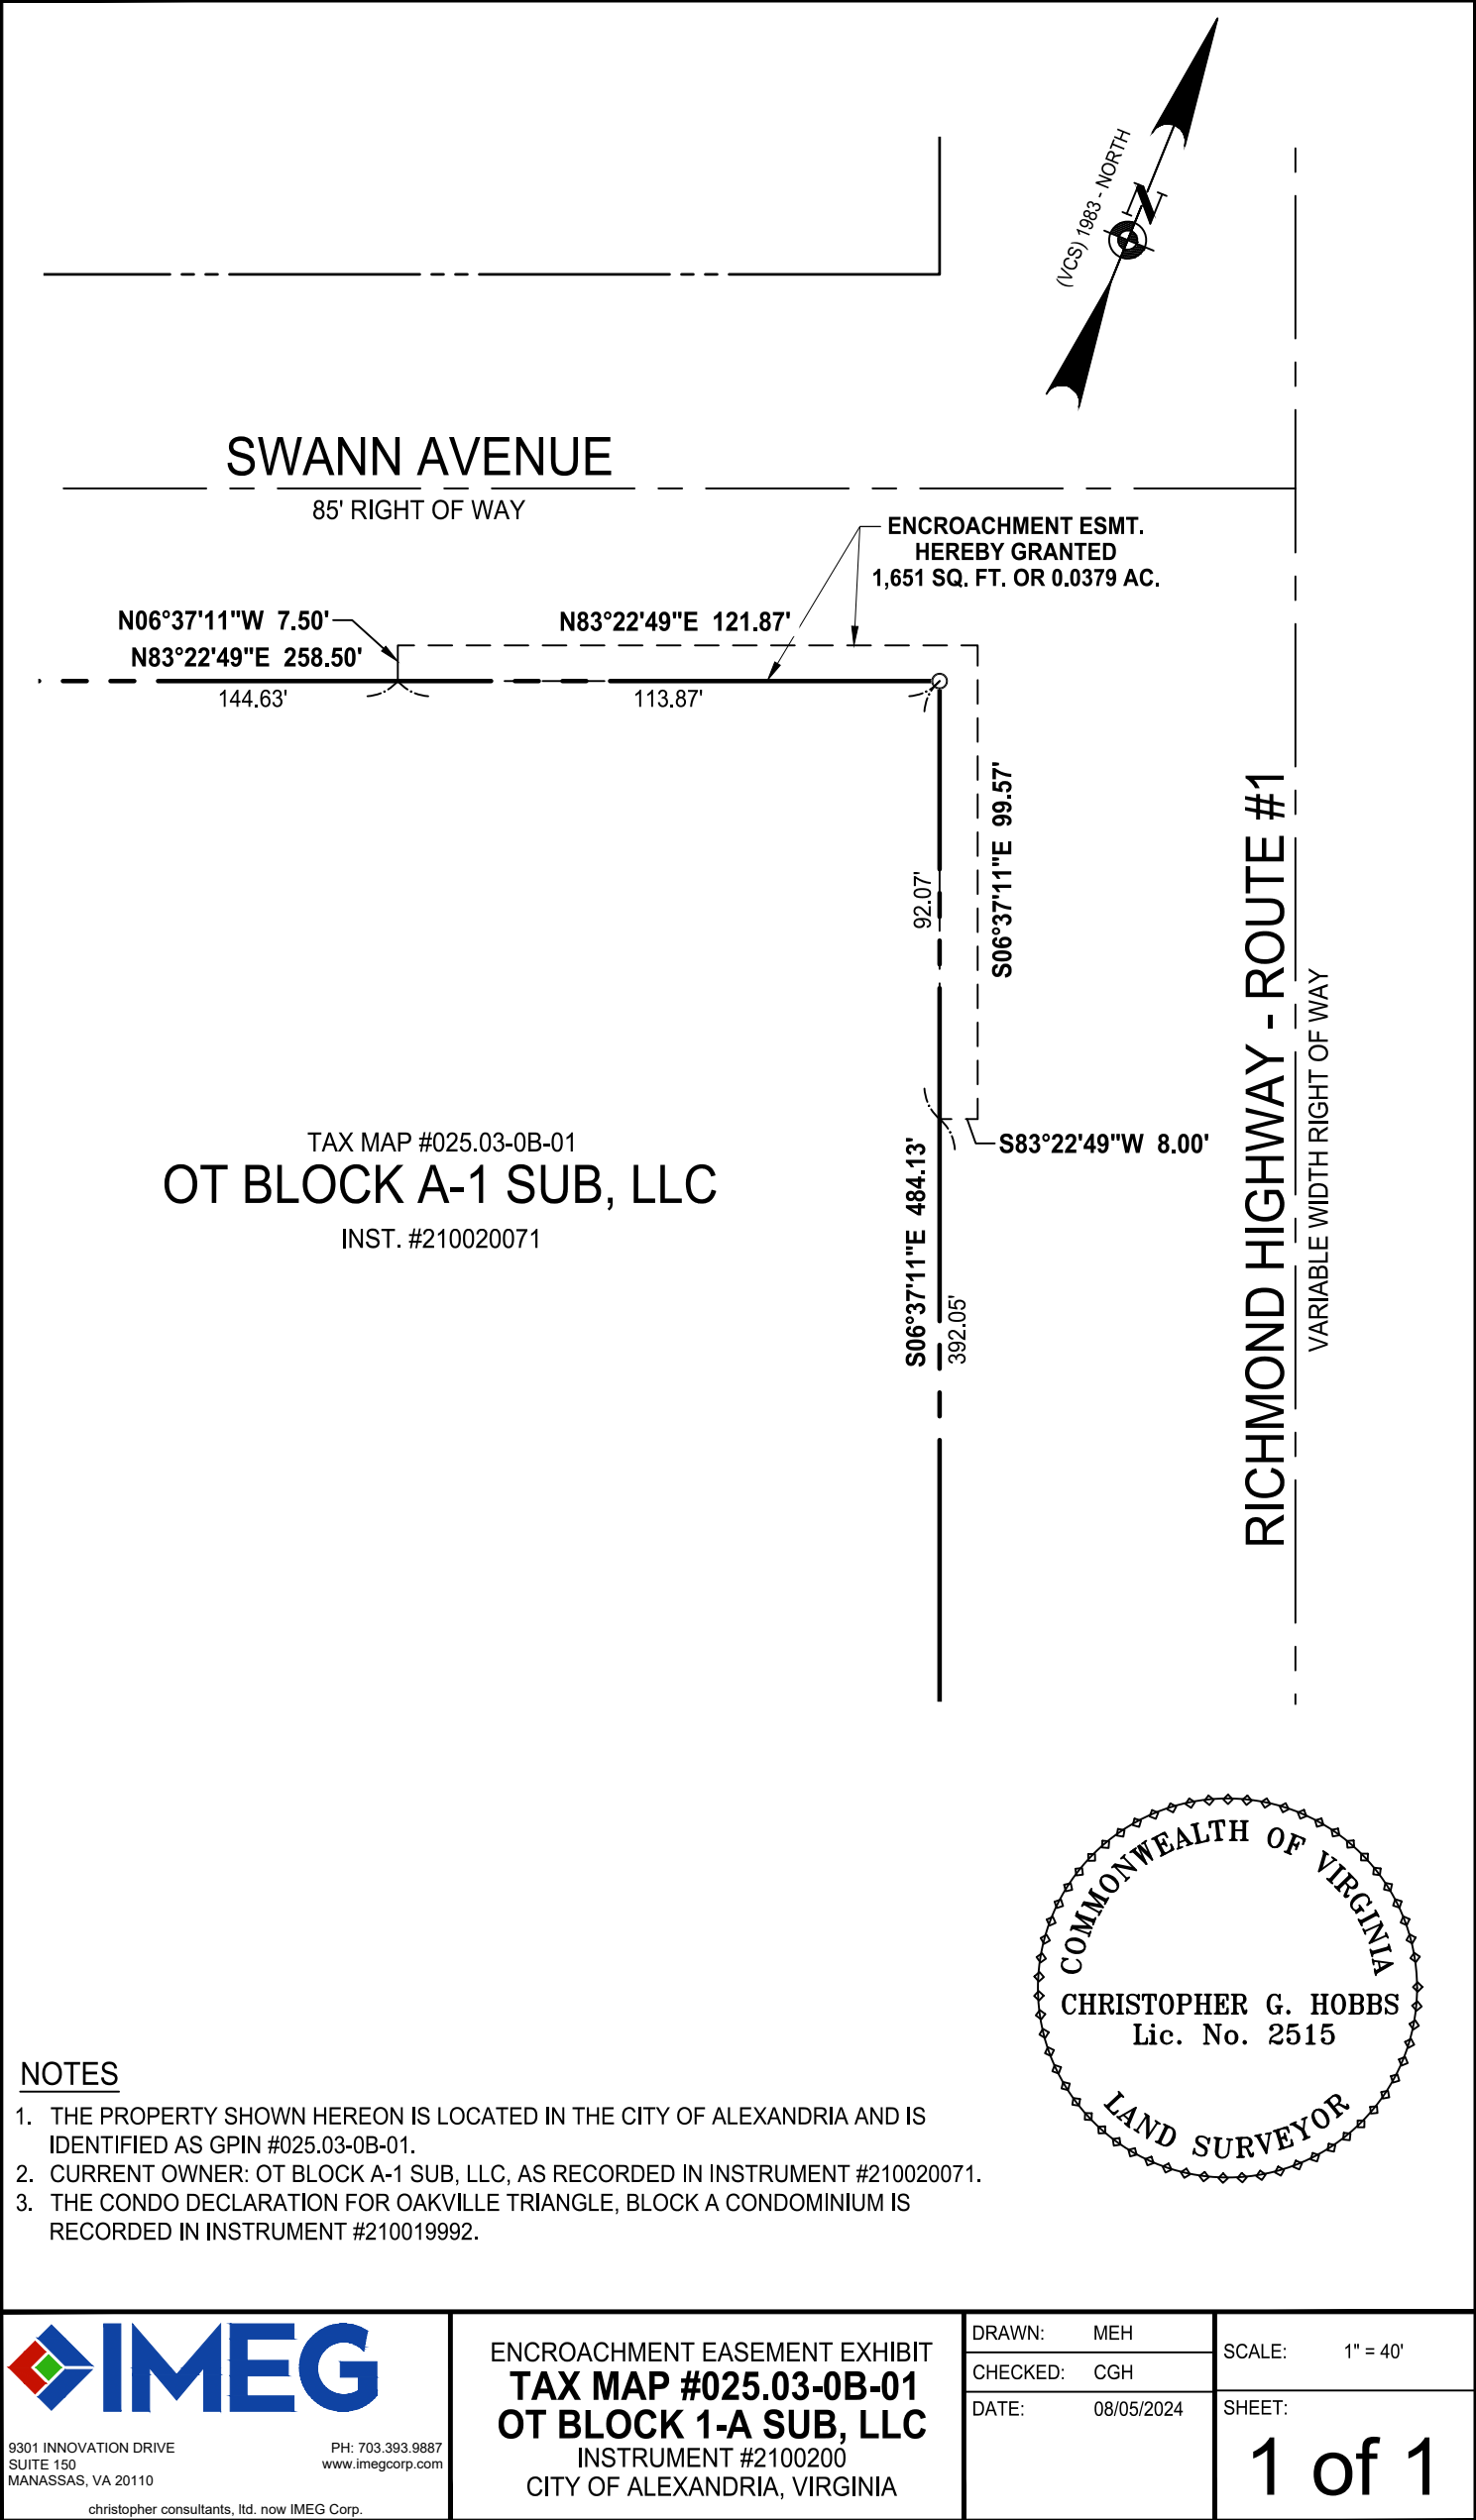 (VCS) 1983 - NORTH
N
SWANN AVENUE
85' RIGHT OF WAY
ENCROACHMENT ESMT.
HEREBY GRANTED
1,651 SQ. FT. OR 0.0379 AC.
N06°37'11"W 7.50'
N83°22'49"E 121.87'
N83°22'49"E 258.50'
144.63'
113.87'
S06°37'11"E 99.57'
92.07'
RICHMOND HIGHWAY - ROUTE #1
VARIABLE WIDTH RIGHT OF WAY
TAX MAP #025.03-0B-01
OT BLOCK A-1 SUB, LLC
INST. #210020071
S83°22'49"W 8.00'
S06°37'11"E 484.13'
392.05'
COMMONWEALTH OF VIRGINIA
CHRISTOPHER G. HOBBS
Lic. No. 2515
LAND SURVEYOR
NOTES
1. THE PROPERTY SHOWN HEREON IS LOCATED IN THE CITY OF ALEXANDRIA AND IS
IDENTIFIED AS GPIN #025.03-0B-01.
2. CURRENT OWNER: OT BLOCK A-1 SUB, LLC, AS RECORDED IN INSTRUMENT #210020071.
3. THE CONDO DECLARATION FOR OAKVILLE TRIANGLE, BLOCK A CONDOMINIUM IS
RECORDED IN INSTRUMENT #210019992.
IMEG
9301 INNOVATION DRIVE
SUITE 150
MANASSAS, VA 20110
PH: 703.393.9887
www.imegcorp.com
christopher consultants, ltd. now IMEG Corp.
ENCROACHMENT EASEMENT EXHIBIT
TAX MAP #025.03-0B-01
OT BLOCK 1-A SUB, LLC
INSTRUMENT #2100200
CITY OF ALEXANDRIA, VIRGINIA
DRAWN: MEH
CHECKED: CGH
DATE: 08/05/2024
SCALE: 1" = 40'
SHEET:
1 of 1